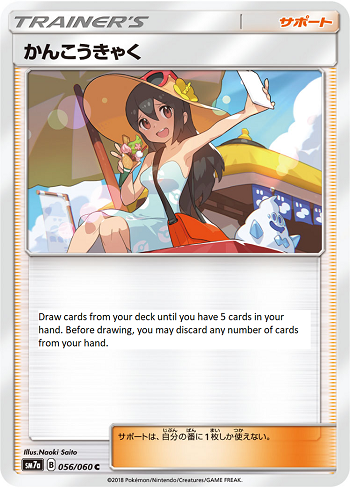 TRAINER'S
サポート
かんこうきゃく
Draw cards from your deck until you have 5 cards in your
hand. Before drawing, you may discard any number of cards
from your hand.
Illus.Naoki Saito
sm7a B 056/060 C
サポートは、自分の番に1枚しか使えない。
©2018 Pokémon/Nintendo/Creatures/GAME FREAK.